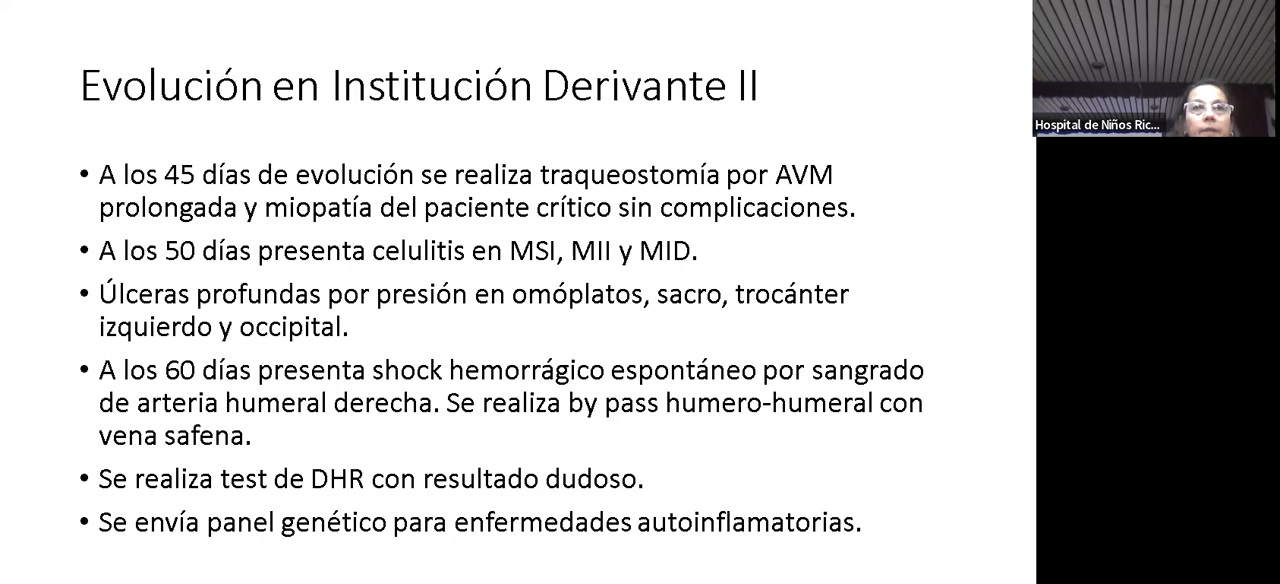 Evolución en Institución Derivante II
• A los 45 días de evolución se realiza traqueostomía por AVM
prolongada y miopatía del paciente crítico sin complicaciones.
• A los 50 días presenta celulitis en MSI, MII y MID.
• Úlceras profundas por presión en omóplatos, sacro, trocánter
izquierdo y occipital.
• A los 60 días presenta shock hemorrágico espontáneo por sangrado
de arteria humeral derecha. Se realiza by pass humero-humeral con
vena safena.
• Se realiza test de DHR con resultado dudoso.
• Se envía panel genético para enfermedades autoinflamatorias.
Hospital de Niños Ric...